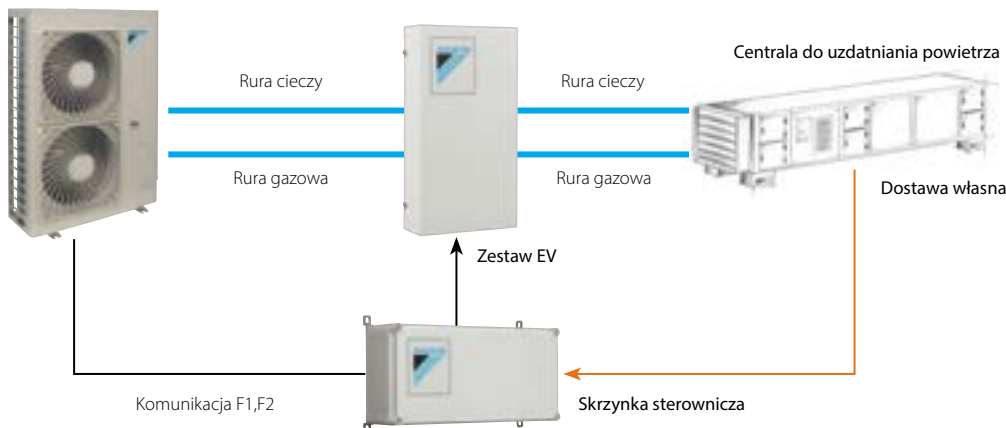 Centrala do uzdatniania powietrza
Rura cieczy
Rura cieczy
Rura gazowa
Rura gazowa
Dostawa własna
Zestaw EV
Komunikacja F1,F2
Skrzynka sterownicza